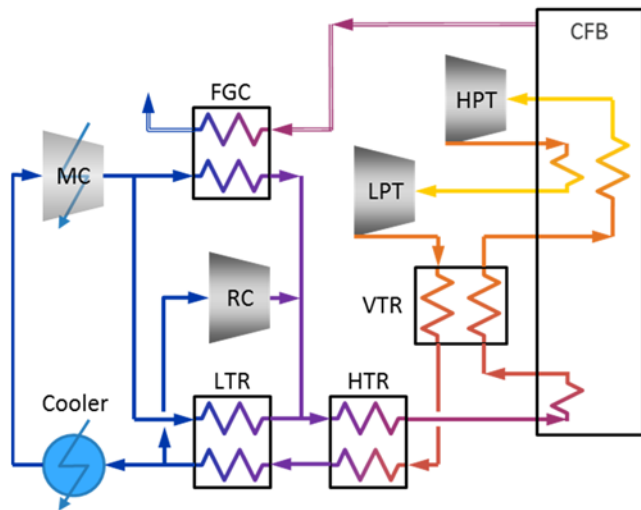 CFB
FGC
HPT
MC
LPT
RC
VTR
LTR
HTR
Cooler